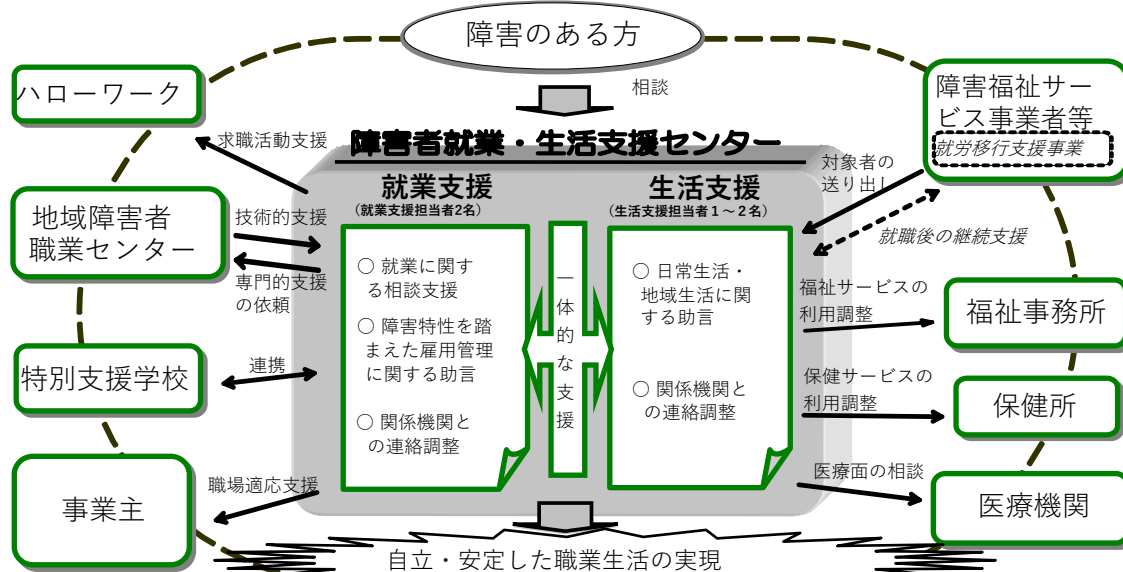 障害のある方
相談
ハローワーク
求職活動支援
地域障害者
職業センター
技術的支援
専門的支援
の依頼
特別支援学校
連携
事業主
職場適応支援
障害者就業・生活支援センター
就業支援
(就業支援担当者2名)
〇 就業に関す
る相談支援
〇 障害特性を踏
まえた雇用管理
に関する助言
〇 関係機関と
の連絡調整
一体的な支援
生活支援
(生活支援担当者1～2名)
〇 日常生活・
地域生活に関
する助言
〇 関係機関と
の連絡調整
障害福祉サー
ビス事業者等
就労移行支援事業
対象者の
送り出し
就職後の継続支援
福祉サービスの
利用調整
福祉事務所
保健サービスの
利用調整
保健所
医療面の相談
医療機関
自立・安定した職業生活の実現